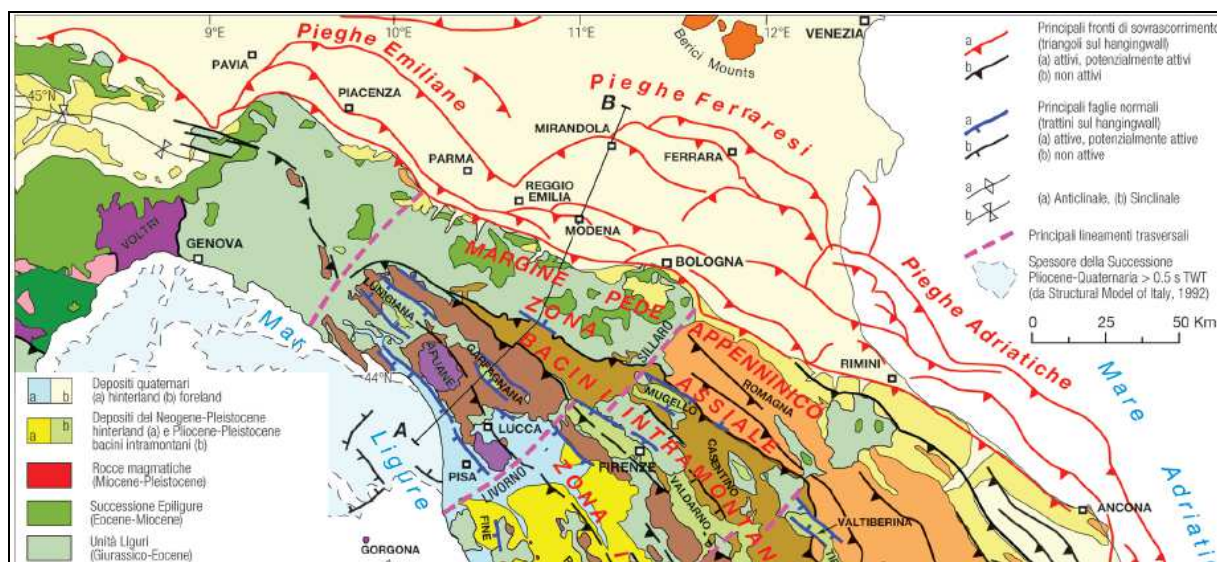 9°E
10°E
11°E
12°E
VENEZIA
PAVIA
45°N
Pieghe Emiliane
Berici Mounts
PIACENZA
B
Pieghe Ferraresi
MIRANDOLA
FERRARA
PARMA
REGGIO
EMILIA
MODENA
VOLTRI
GENOVA
BOLOGNA
MARGINE PEDE APPENNINICO
ZONA ASSIALE
BACINI INTRAMONTANI
LUNIGIANA
Pieghe Adriatiche
SILLARO
RIMINI
Mar Ligure
APUANE
GARFAGNANA
44°N
ROMAGNA
MUGELLO
Mare Adriatic
A
LUCCA
FIRENZE
CASENTINO
PISA
LIVORNO
VALDARNO
ZONA I
ANCONA
VALTIBERINA
FINE
GORGONA
Principali fronti di sovrascorrimento
a
(triangoli sul hangingwall)
b
(a) attivi, potenzialmente attivi
(b) non attivi
Principali faglie normali
a
(trattini sul hangingwall)
b
(a) attive, potenzialmente attive
(b) non attive
a
b
(a) Anticlinale, (b) Sinclinale
Principali lineamenti trasversali
Spessore della Successione
Pliocene-Quaternaria > 0.5 s TWT
(da Structural Model of Italy, 1992)
0 25 50 Km
a b
Depositi quaternari
(a) hinterland (b) foreland
a b
Depositi del Neogene-Pleistocene
hinterland (a) e Pliocene-Pleistocene
bacini intramontani (b)
Rocce magmatiche
(Miocene-Pleistocene)
Successione Epiligure
(Eocene-Miocene)
Unità Liguri
(Giurassico-Eocene)